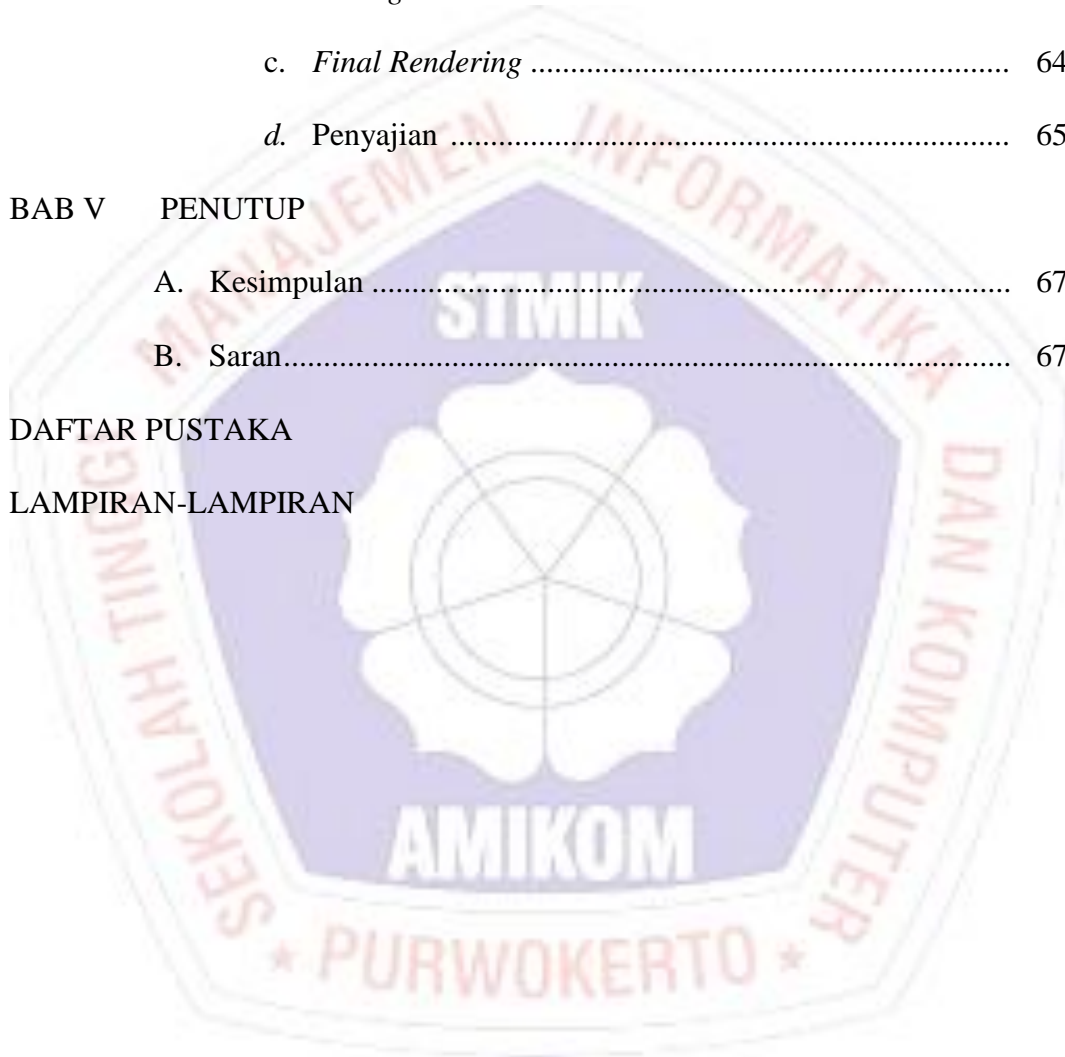 c. Final Rendering ............................................................ 64
d. Penyajian ...................................................................... 65
BAB V PENUTUP
A. Kesimpulan ................................................................................ 67
B. Saran........................................................................................... 67
DAFTAR PUSTAKA
LAMPIRAN-LAMPIRAN
SEKOLAH TINGGI MANAJEMEN INFORMATIKA DAN KOMPUTER
STMIK
AMIKOM
* PURWOKERTO *